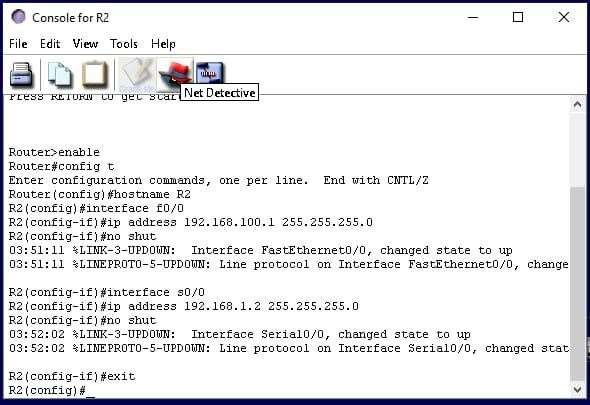 Console for R2
File Edit View Tools Help
Net Detective
Press RETURN to get
Router>enable
Router#config t
Enter configuration commands, one per line.  End with CNTL/Z
Router(config)#hostname R2
R2(config)#interface f0/0
R2(config-if)#ip address 192.168.100.1 255.255.255.0
R2(config-if)#no shut
03:51:11 %LINK-3-UPDOWN:  Interface FastEthernet0/0, changed state to up
03:51:11 %LINEPROTO-5-UPDOWN: Line protocol on Interface FastEthernet0/0, change
R2(config-if)#interface s0/0
R2(config-if)#ip address 192.168.1.2 255.255.255.0
R2(config-if)#no shut
03:52:02 %LINK-3-UPDOWN:  Interface Serial0/0, changed state to up
03:52:02 %LINEPROTO-5-UPDOWN: Line protocol on Interface Serial0/0, changed stat
R2(config-if)#exit
R2(config)#_